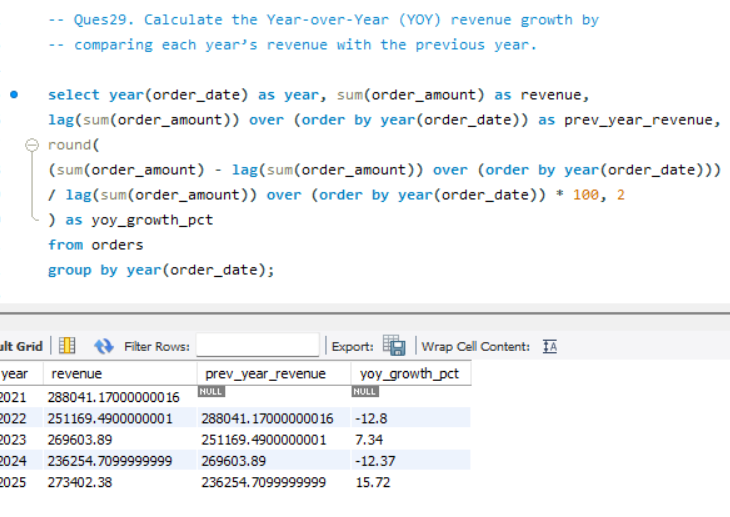 -- Ques29. Calculate the Year-over-Year (YOY) revenue growth by
-- comparing each year’s revenue with the previous year.
select year(order_date) as year, sum(order_amount) as revenue,
lag(sum(order_amount)) over (order by year(order_date)) as prev_year_revenue,
round(
(sum(order_amount) - lag(sum(order_amount)) over (order by year(order_date)))
/ lag(sum(order_amount)) over (order by year(order_date)) * 100, 2
) as yoy_growth_pct
from orders
group by year(order_date);
ult Grid Filter Rows: Export: Wrap Cell Content: IA
year revenue prev_year_revenue yoy_growth_pct
2021 288041.17000000016 NULL NULL
2022 251169.4900000001 288041.17000000016 -12.8
2023 269603.89 251169.4900000001 7.34
2024 236254.7099999999 269603.89 -12.37
2025 273402.38 236254.7099999999 15.72